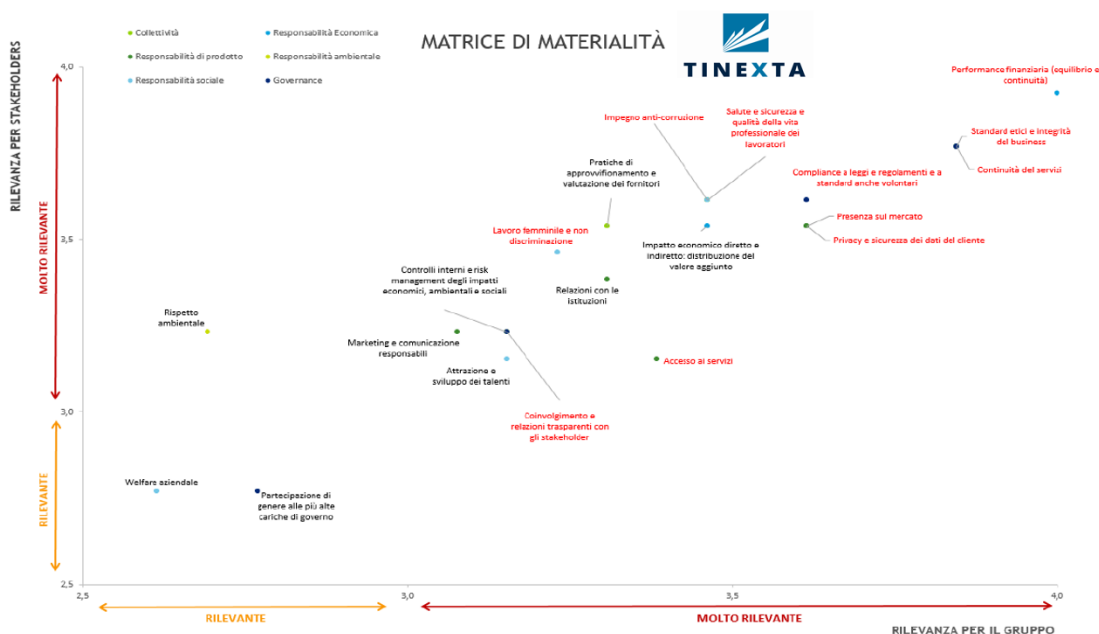 MATRICE DI MATERIALITÀ
TINEXTA
Collettività
Responsabilità Economica
Responsabilità di prodotto
Responsabilità ambientale
Responsabilità sociale
Governance
RILEVANZA PER STAKEHOLDERS
MOLTO RILEVANTE
RILEVANTE
4,0
3,5
3,0
2,5
Performance finanziaria (equilibrio e
continuità)
Impegno anti-corruzione
Salute e sicurezza e
qualità della vita
professionale dei
lavoratori
Standard etici e integrità
del business
Continuità dei servizi
Pratiche di
approvvifionamento e
valutazione dei fornitori
Compliance a leggi e regolamenti e a
standard anche volontari
Presenza sul mercato
Privacy e sicurezza dei dati del cliente
Lavoro femminile e non
discriminazione
Impatto economico diretto e
indiretto: distribuzione del
valore aggiunto
Controlli interni e risk
management degli impatti
economici, ambientali e sociali
Relazioni con le
istituzioni
Rispetto
ambientale
Marketing e comunicazione
responsabili
Accesso ai servizi
Attrazione e
sviluppo dei talenti
Coinvolgimento e
relazioni trasparenti con
gli stakeholder
Welfare aziendale
Partecipazione di
genere alle più alte
cariche di governo
2,5
3,0
3,5
4,0
RILEVANTE
MOLTO RILEVANTE
RILEVANZA PER IL GRUPPO